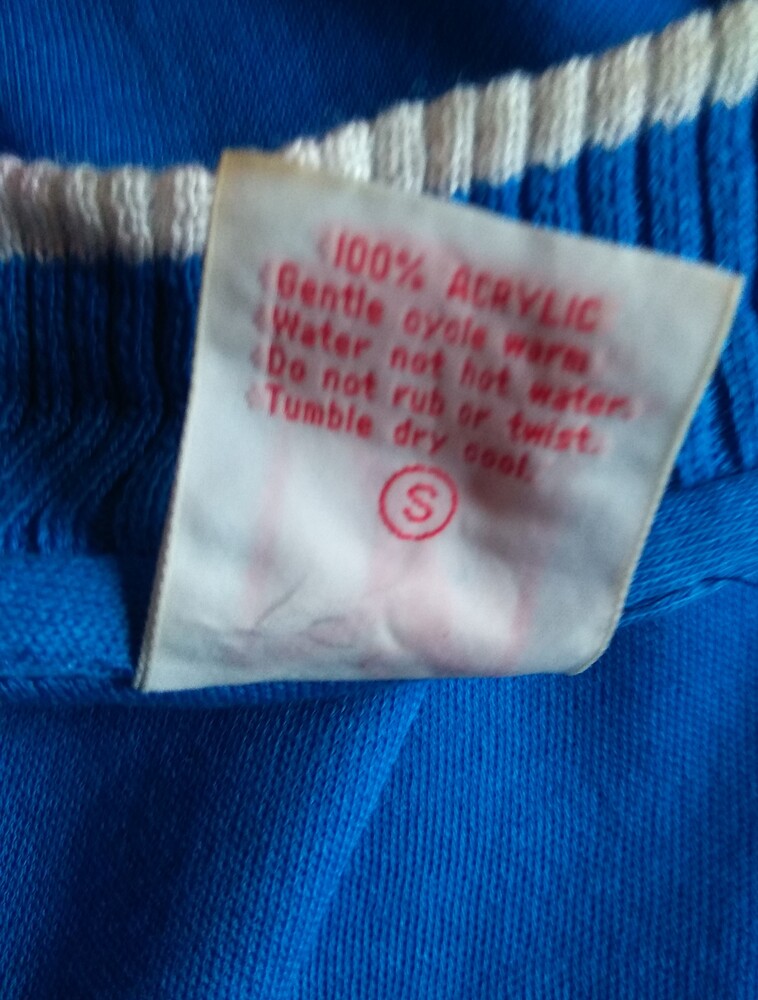 100% ACRYLIC
Gentle cycle warm
Water not hot water.
Do not rub or twist.
Tumble dry cool.
S